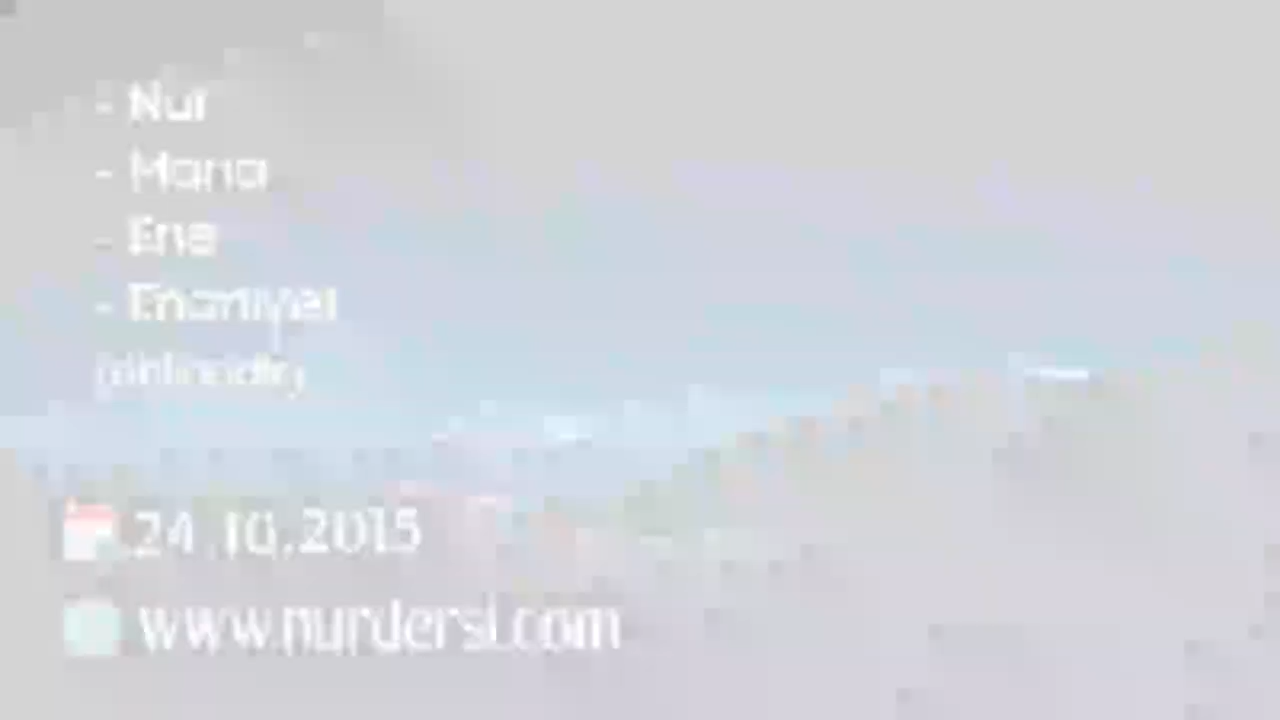 - Nur
- Mana
- Ene
- Enaniyet
24.10.2015
www.nurdersi.com